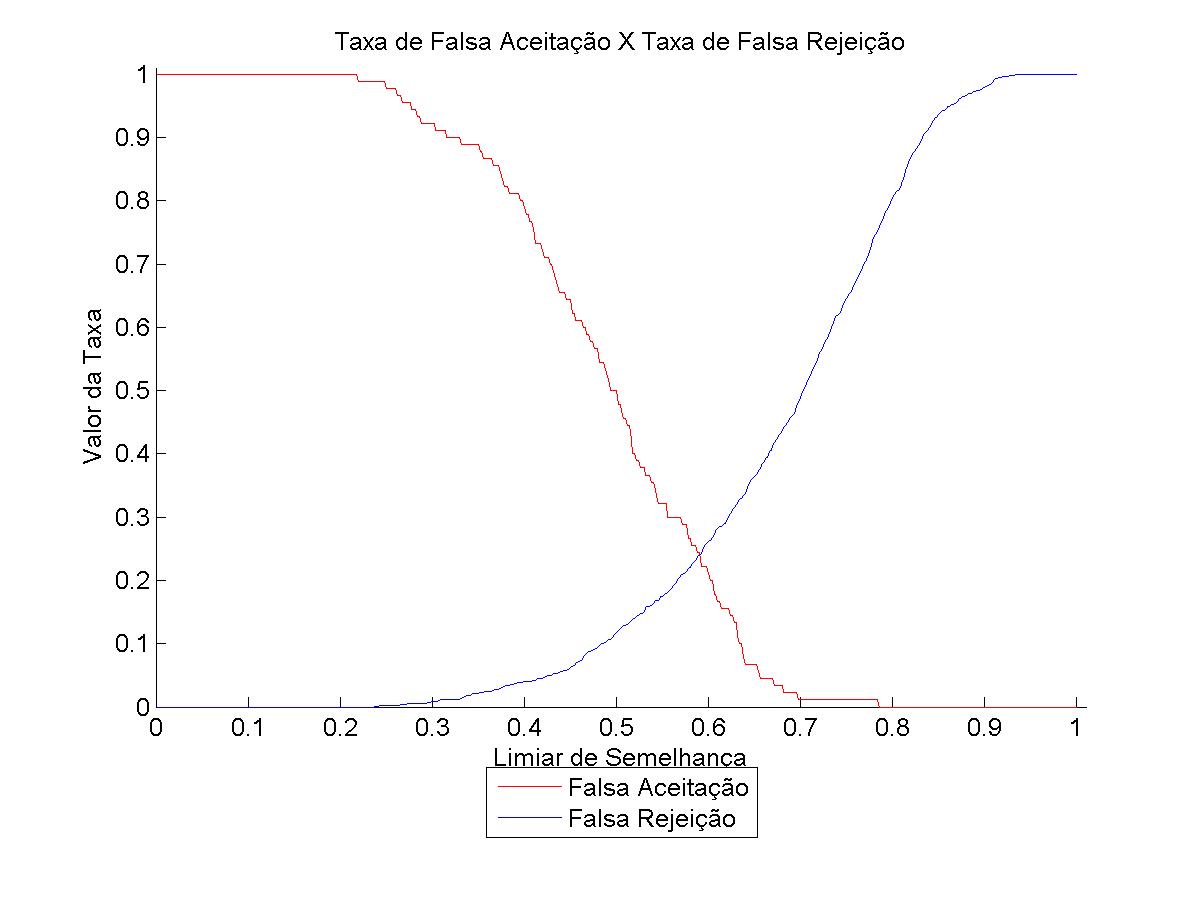 Taxa de Falsa Aceitação X Taxa de Falsa Rejeição
1
0.9
0.8
0.7
0.6
0.5
0.4
0.3
0.2
0.1
0
Valor da Taxa
0 0.1 0.2 0.3 0.4 0.5 0.6 0.7 0.8 0.9 1
Limiar de Semelhança
Falsa Aceitação
Falsa Rejeição